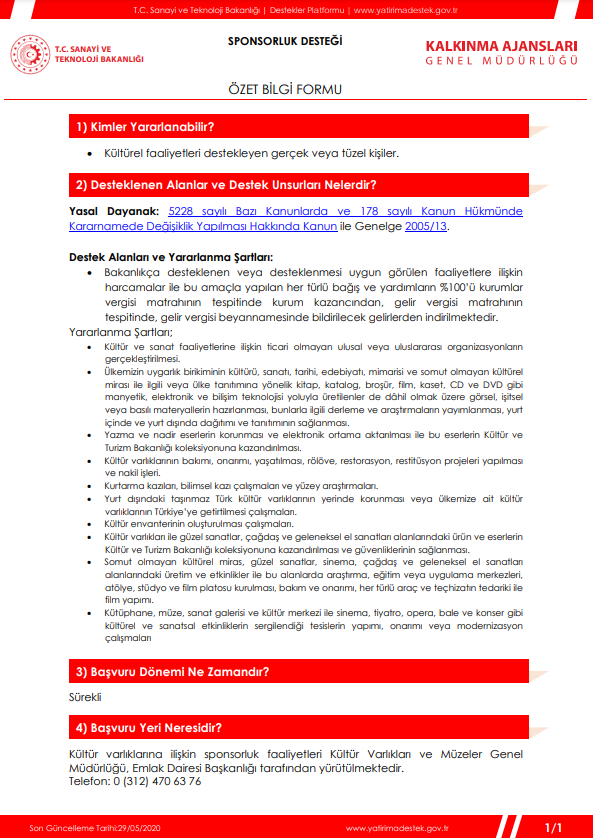 T.C. Sanayi ve Teknoloji Bakanlığı | Destekler Platformu | www.yatirimadestek.gov.tr
T.C. SANAYİ VE
TEKNOLOJİ BAKANLIĞI
SPONSORLUK DESTEĞİ
KALKINMA AJANSLARI
GENEL MÜDÜRLÜĞÜ
ÖZET BİLGİ FORMU
1) Kimler Yararlanabilir?
• Kültürel faaliyetleri destekleyen gerçek veya tüzel kişiler.
2) Desteklenen Alanlar ve Destek Unsurları Nelerdir?
Yasal Dayanak: 5228 sayılı Bazı Kanunlarda ve 178 sayılı Kanun Hükmünde
Kararnamede Değişiklik Yapılması Hakkında Kanun ile Genelge 2005/13.
Destek Alanları ve Yararlanma Şartları:
• Bakanlıkça desteklenen veya desteklenmesi uygun görülen faaliyetlere ilişkin
harcamalar ile bu amaçla yapılan her türlü bağış ve yardımların %100'ü kurumlar
vergisi matrahının tespitinde kurum kazancından, gelir vergisi matrahının
tespitinde, gelir vergisi beyannamesinde bildirilecek gelirlerden indirilmektedir.
Yararlanma Şartları;
• Kültür ve sanat faaliyetlerine ilişkin ticari olmayan ulusal veya uluslararası organizasyonların
gerçekleştirilmesi.
• Ülkemizin uygarlık birikiminin kültürü, sanatı, tarihi, edebiyatı, mimarisi ve somut olmayan kültürel
mirası ile ilgili veya ülke tanıtımına yönelik kitap, katalog, broşür, film, kaset, CD ve DVD gibi
manyetik, elektronik ve bilişim teknolojisi yoluyla üretilenler de dâhil olmak üzere görsel, işitsel
veya basılı materyallerin hazırlanması, bunlarla ilgili derleme ve araştırmaların yayımlanması, yurt
içinde ve yurt dışında dağıtımı ve tanıtımının sağlanması.
• Yazma ve nadir eserlerin korunması ve elektronik ortama aktarılması ile bu eserlerin Kültür ve
Turizm Bakanlığı koleksiyonuna kazandırılması.
• Kültür varlıklarının bakımı, onarımı, yaşatılması, rölöve, restorasyon, restitüsyon projeleri yapılması
ve nakil işleri.
• Kurtarma kazıları, bilimsel kazı çalışmaları ve yüzey araştırmaları.
• Yurt dışındaki taşınmaz Türk kültür varlıklarının yerinde korunması veya ülkemize ait kültür
varlıklarının Türkiye'ye getirtilmesi çalışmaları.
• Kültür envanterinin oluşturulması çalışmaları.
• Kültür varlıkları ile güzel sanatlar, çağdaş ve geleneksel el sanatları alanlarındaki ürün ve eserlerin
Kültür ve Turizm Bakanlığı koleksiyonuna kazandırılması ve güvenliklerinin sağlanması.
• Somut olmayan kültürel miras, güzel sanatlar, sinema, çağdaş ve geleneksel el sanatları
alanlarındaki üretim ve etkinlikler ile bu alanlarda araştırma, eğitim veya uygulama merkezleri,
atölye, stüdyo ve film platosu kurulması, bakım ve onarımı, her türlü araç ve teçhizatın tedariki ile
film yapımı.
• Kütüphane, müze, sanat galerisi ve kültür merkezi ile sinema, tiyatro, opera, bale ve konser gibi
kültürel ve sanatsal etkinliklerin sergilendiği tesislerin yapımı, onarımı veya modernizasyon
çalışmaları
3) Başvuru Dönemi Ne Zamandır?
Sürekli
4) Başvuru Yeri Neresidir?
Kültür varlıklarına ilişkin sponsorluk faaliyetleri Kültür Varlıkları ve Müzeler Genel
Müdürlüğü, Emlak Dairesi Başkanlığı tarafından yürütülmektedir.
Telefon: 0 (312) 470 63 76
Son Güncelleme Tarihi:29/05/2020
www.yatirimadestek.gov.tr
1/1